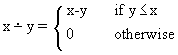 x ∸ y = { x-y if y ≤ x
0 otherwise